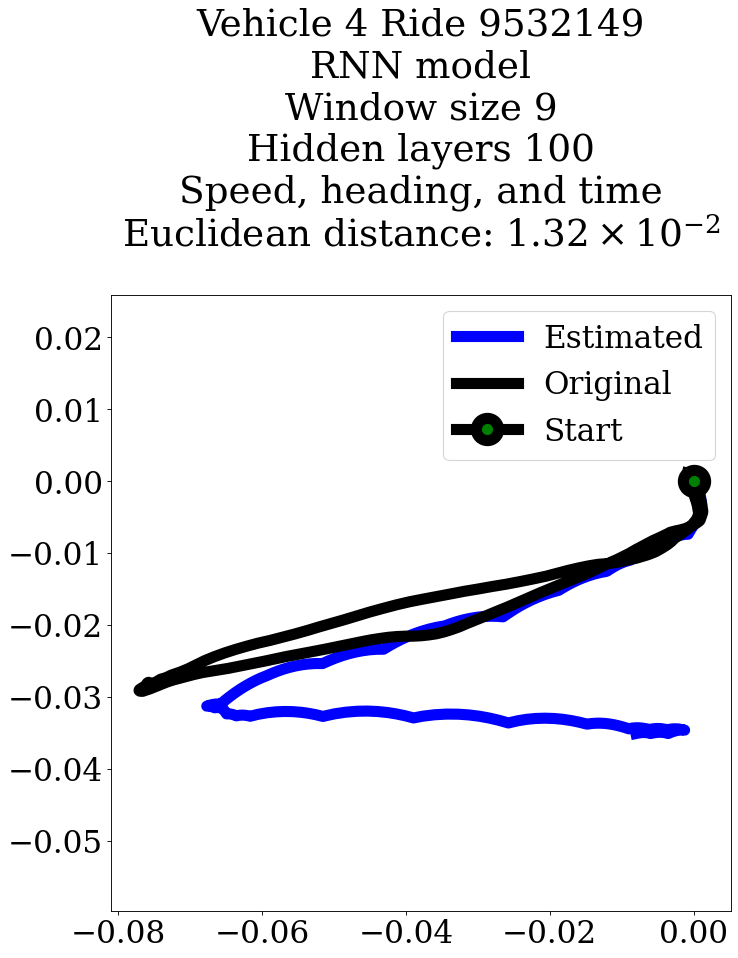 Vehicle 4 Ride 9532149
RNN model
Window size 9
Hidden layers 100
Speed, heading, and time
Euclidean distance: 1.32 × 10⁻²
Estimated
Original
Start
0.02
0.01
0.00
−0.01
−0.02
−0.03
−0.04
−0.05
−0.08 −0.06 −0.04 −0.02 0.00